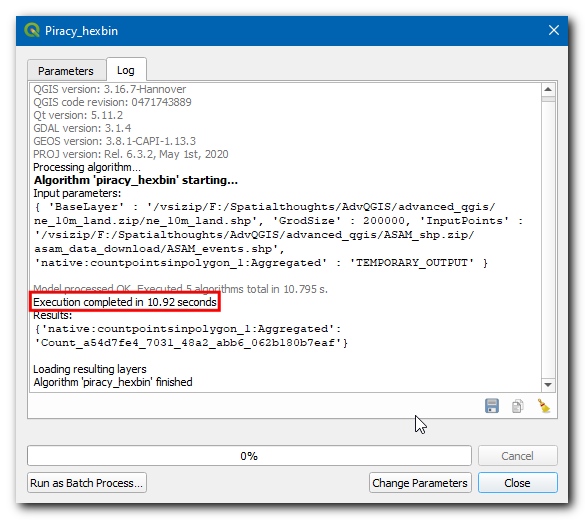 Piracy_hexbin
Parameters
Log
QGIS version: 3.16.7-Hannover
QGIS code revision: 0471743889
Qt version: 5.11.2
GDAL version: 3.1.4
GEOS version: 3.8.1-CAPI-1.13.3
PROJ version: Rel. 6.3.2, May 1st, 2020
Processing algorithm…
Algorithm 'piracy_hexbin' starting…
Input parameters:
{ 'BaseLayer' : '/vsizip/F:/Spatialthoughts/AdvQGIS/advanced_qgis/
ne_10m_land.zip/ne_10m_land.shp', 'GrodSize' : 200000, 'InputPoints' :
'/vsizip/F:/Spatialthoughts/AdvQGIS/advanced_qgis/ASAM_shp.zip/
asam_data_download/ASAM_events.shp',
'native:countpointsinpolygon_1:Aggregated' : 'TEMPORARY_OUTPUT' }
Model processed OK. Executed 5 algorithms total in 10.795 s.
Execution completed in 10.92 seconds
Results:
{'native:countpointsinpolygon_1:Aggregated':
'Count_a54d7fe4_7031_48a2_abb6_062b180b7eaf'}
Loading resulting layers
Algorithm 'piracy_hexbin' finished
0%
Cancel
Run as Batch Process…
Change Parameters
Close